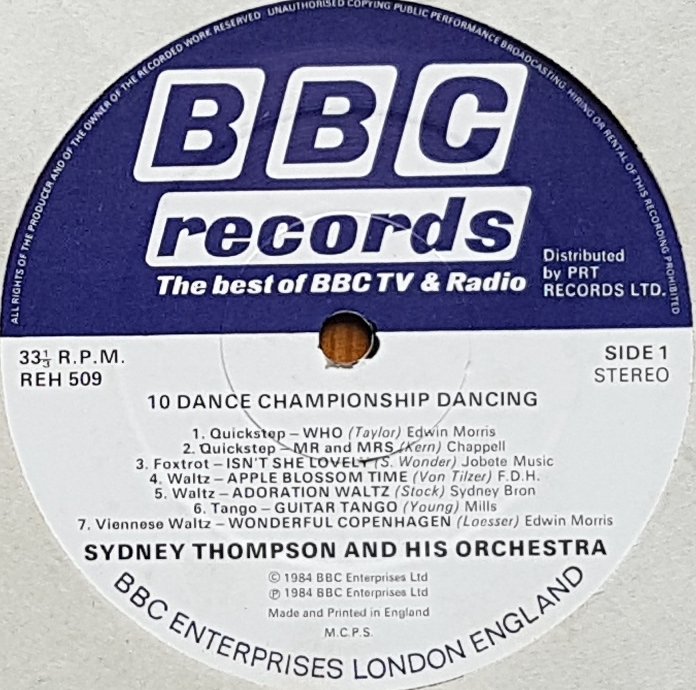 ALL RIGHTS OF THE PRODUCER AND OF THE OWNER OF THE RECORDED WORK RESERVED UNAUTHORISED COPYING PUBLIC PERFORMANCE BROADCASTING HIRING OR RENTAL OF THIS RECORDING PROHIBITED
BBC
records
The best of BBC TV & Radio
Distributed
by PRT
RECORDS LTD.
33⅓ R.P.M.
REH 509
SIDE 1
STEREO
10 DANCE CHAMPIONSHIP DANCING
1. Quickstep – WHO (Taylor) Edwin Morris
2. Quickstep – MR and MRS (Kern) Chappell
3. Foxtrot – ISN'T SHE LOVELY (S. Wonder) Jobete Music
4. Waltz – APPLE BLOSSOM TIME (Von Tilzer) F.D.H.
5. Waltz – ADORATION WALTZ (Stock) Sydney Bron
6. Tango – GUITAR TANGO (Young) Mills
7. Viennese Waltz – WONDERFUL COPENHAGEN (Loesser) Edwin Morris
SYDNEY THOMPSON AND HIS ORCHESTRA
© 1984 BBC Enterprises Ltd
℗ 1984 BBC Enterprises Ltd
Made and Printed in England
M.C.P.S.
BBC ENTERPRISES LONDON ENGLAND